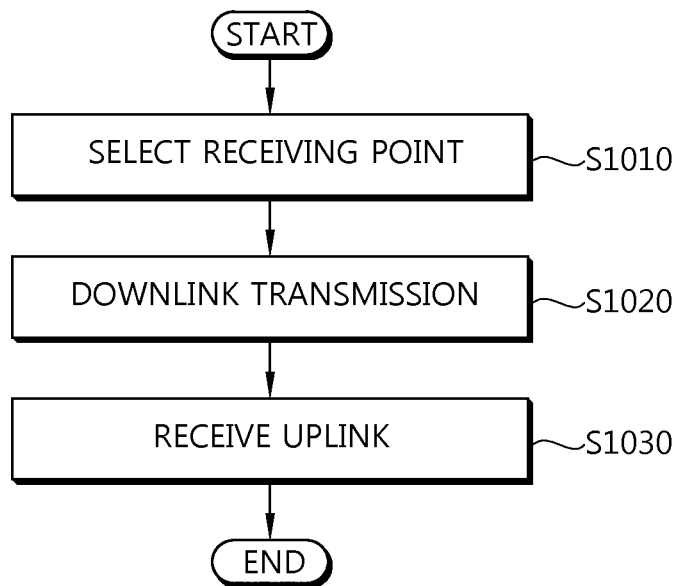 START
SELECT RECEIVING POINT
S1010
DOWNLINK TRANSMISSION
S1020
RECEIVE UPLINK
S1030
END